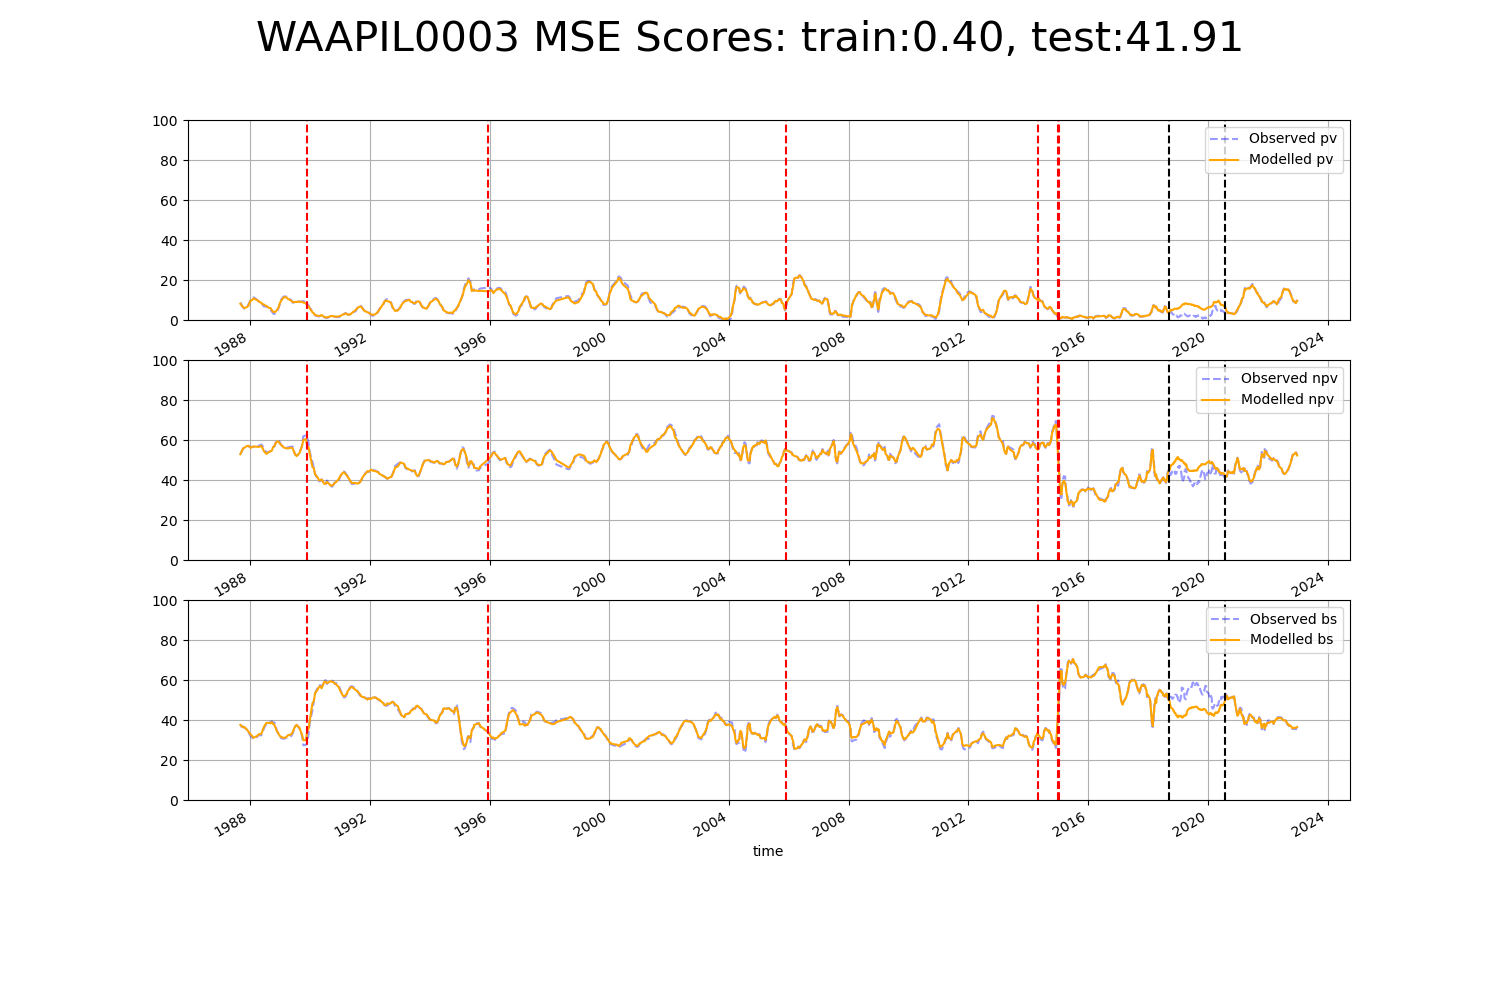 WAAPIL0003 MSE Scores: train:0.40, test:41.91
100
80
60
40
20
0
Observed pv
Modelled pv
1988 1992 1996 2000 2004 2008 2012 2016 2020 2024
100
80
60
40
20
0
Observed npv
Modelled npv
1988 1992 1996 2000 2004 2008 2012 2016 2020 2024
100
80
60
40
20
0
Observed bs
Modelled bs
1988 1992 1996 2000 2004 2008 2012 2016 2020 2024
time